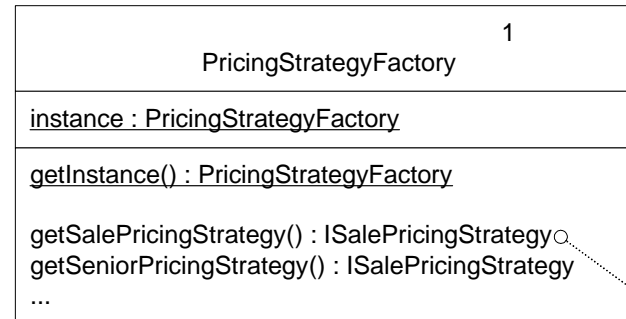 1
PricingStrategyFactory
instance : PricingStrategyFactory
getInstance() : PricingStrategyFactory
getSalePricingStrategy() : ISalePricingStrategy
getSeniorPricingStrategy() : ISalePricingStrategy
...